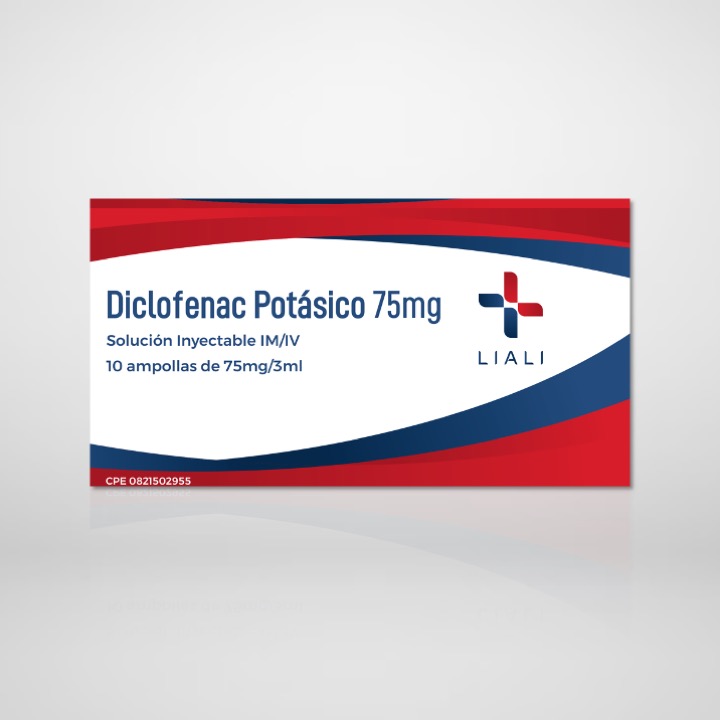 Diclofenac Potásico 75mg
Solución Inyectable IM/IV
10 ampollas de 75mg/3ml
LIALI
CPE 0821502955